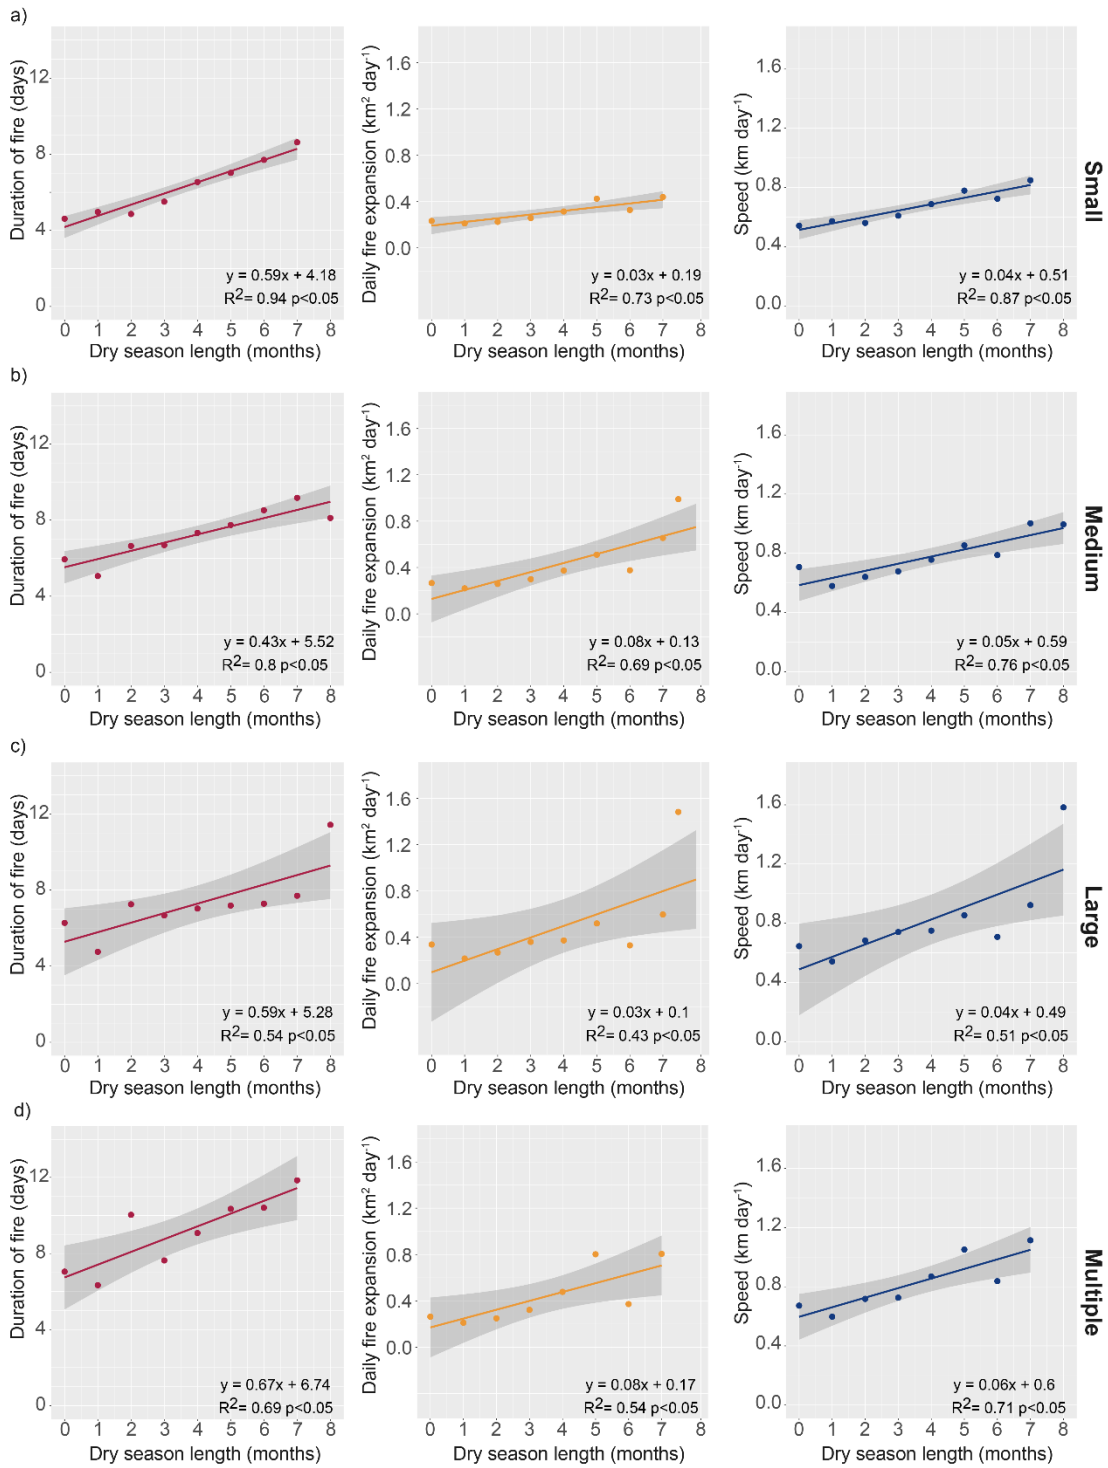 a)
Duration of fire (days)
12
8
4
0
y = 0.59x + 4.18
R²= 0.94 p<0.05
0 1 2 3 4 5 6 7 8
Dry season length (months)
Daily fire expansion (km² day⁻¹)
1.6
1.2
0.8
0.4
0.0
y = 0.03x + 0.19
R²= 0.73 p<0.05
0 1 2 3 4 5 6 7 8
Dry season length (months)
Speed (km day⁻¹)
1.6
1.2
0.8
0.4
0.0
y = 0.04x + 0.51
R²= 0.87 p<0.05
0 1 2 3 4 5 6 7 8
Dry season length (months)
Small
b)
Duration of fire (days)
12
8
4
0
y = 0.43x + 5.52
R²= 0.8 p<0.05
0 1 2 3 4 5 6 7 8
Dry season length (months)
Daily fire expansion (km² day⁻¹)
1.6
1.2
0.8
0.4
0.0
y = 0.08x + 0.13
R²= 0.69 p<0.05
0 1 2 3 4 5 6 7 8
Dry season length (months)
Speed (km day⁻¹)
1.6
1.2
0.8
0.4
0.0
y = 0.05x + 0.59
R²= 0.76 p<0.05
0 1 2 3 4 5 6 7 8
Dry season length (months)
Medium
c)
Duration of fire (days)
12
8
4
0
y = 0.59x + 5.28
R²= 0.54 p<0.05
0 1 2 3 4 5 6 7 8
Dry season length (months)
Daily fire expansion (km² day⁻¹)
1.6
1.2
0.8
0.4
0.0
y = 0.03x + 0.1
R²= 0.43 p<0.05
0 1 2 3 4 5 6 7 8
Dry season length (months)
Speed (km day⁻¹)
1.6
1.2
0.8
0.4
0.0
y = 0.04x + 0.49
R²= 0.51 p<0.05
0 1 2 3 4 5 6 7 8
Dry season length (months)
Large
d)
Duration of fire (days)
12
8
4
0
y = 0.67x + 6.74
R²= 0.69 p<0.05
0 1 2 3 4 5 6 7 8
Dry season length (months)
Daily fire expansion (km² day⁻¹)
1.6
1.2
0.8
0.4
0.0
y = 0.08x + 0.17
R²= 0.54 p<0.05
0 1 2 3 4 5 6 7 8
Dry season length (months)
Speed (km day⁻¹)
1.6
1.2
0.8
0.4
0.0
y = 0.06x + 0.6
R²= 0.71 p<0.05
0 1 2 3 4 5 6 7 8
Dry season length (months)
Multiple